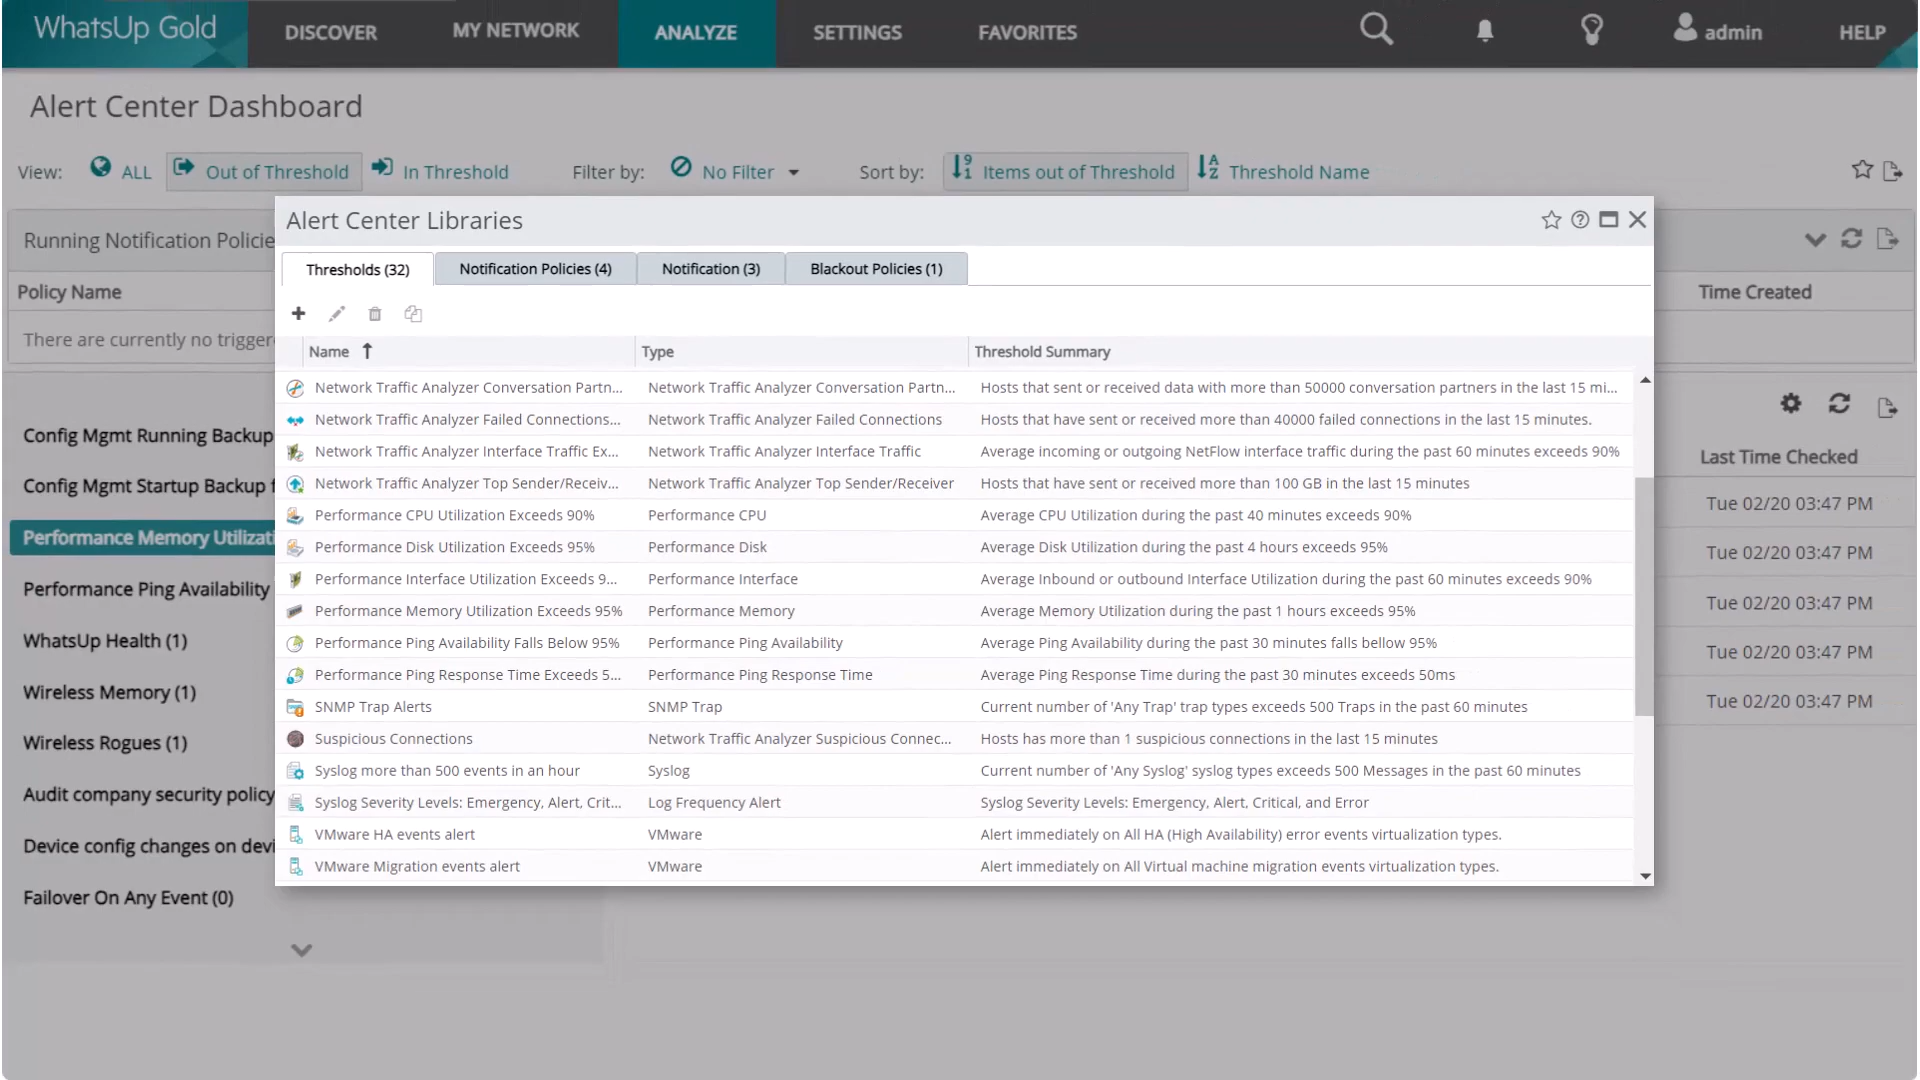 WhatsUp Gold DISCOVER MY NETWORK ANALYZE SETTINGS FAVORITES admin HELP
Alert Center Dashboard
View: ALL Out of Threshold In Threshold Filter by: No Filter Sort by: Items out of Threshold Threshold Name
Alert Center Libraries
Running Notification Policie
Thresholds (32) Notification Policies (4) Notification (3) Blackout Policies (1)
Policy Name Time Created
There are currently no trigger
Name Type Threshold Summary
Network Traffic Analyzer Conversation Partn... Network Traffic Analyzer Conversation Partn... Hosts that sent or received data with more than 50000 conversation partners in the last 15 mi...
Network Traffic Analyzer Failed Connections... Network Traffic Analyzer Failed Connections Hosts that have sent or received more than 40000 failed connections in the last 15 minutes.
Network Traffic Analyzer Interface Traffic Ex... Network Traffic Analyzer Interface Traffic Average incoming or outgoing NetFlow interface traffic during the past 60 minutes exceeds 90%
Network Traffic Analyzer Top Sender/Receiv... Network Traffic Analyzer Top Sender/Receiver Hosts that have sent or received more than 100 GB in the last 15 minutes
Performance CPU Utilization Exceeds 90% Performance CPU Average CPU Utilization during the past 40 minutes exceeds 90%
Performance Disk Utilization Exceeds 95% Performance Disk Average Disk Utilization during the past 4 hours exceeds 95%
Performance Interface Utilization Exceeds 9... Performance Interface Average Inbound or outbound Interface Utilization during the past 60 minutes exceeds 90%
Performance Memory Utilization Exceeds 95% Performance Memory Average Memory Utilization during the past 1 hours exceeds 95%
Performance Ping Availability Falls Below 95% Performance Ping Availability Average Ping Availability during the past 30 minutes falls bellow 95%
Performance Ping Response Time Exceeds 5... Performance Ping Response Time Average Ping Response Time during the past 30 minutes exceeds 50ms
SNMP Trap Alerts SNMP Trap Current number of 'Any Trap' trap types exceeds 500 Traps in the past 60 minutes
Suspicious Connections Network Traffic Analyzer Suspicious Connec... Hosts has more than 1 suspicious connections in the last 15 minutes
Syslog more than 500 events in an hour Syslog Current number of 'Any Syslog' syslog types exceeds 500 Messages in the past 60 minutes
Syslog Severity Levels: Emergency, Alert, Crit... Log Frequency Alert Syslog Severity Levels: Emergency, Alert, Critical, and Error
VMware HA events alert VMware Alert immediately on All HA (High Availability) error events virtualization types.
VMware Migration events alert VMware Alert immediately on All Virtual machine migration events virtualization types.
Config Mgmt Running Backup
Config Mgmt Startup Backup f
Performance Memory Utilizati
Performance Ping Availability
WhatsUp Health (1)
Wireless Memory (1)
Wireless Rogues (1)
Audit company security policy
Device config changes on devi
Failover On Any Event (0)
Last Time Checked
Tue 02/20 03:47 PM
Tue 02/20 03:47 PM
Tue 02/20 03:47 PM
Tue 02/20 03:47 PM
Tue 02/20 03:47 PM